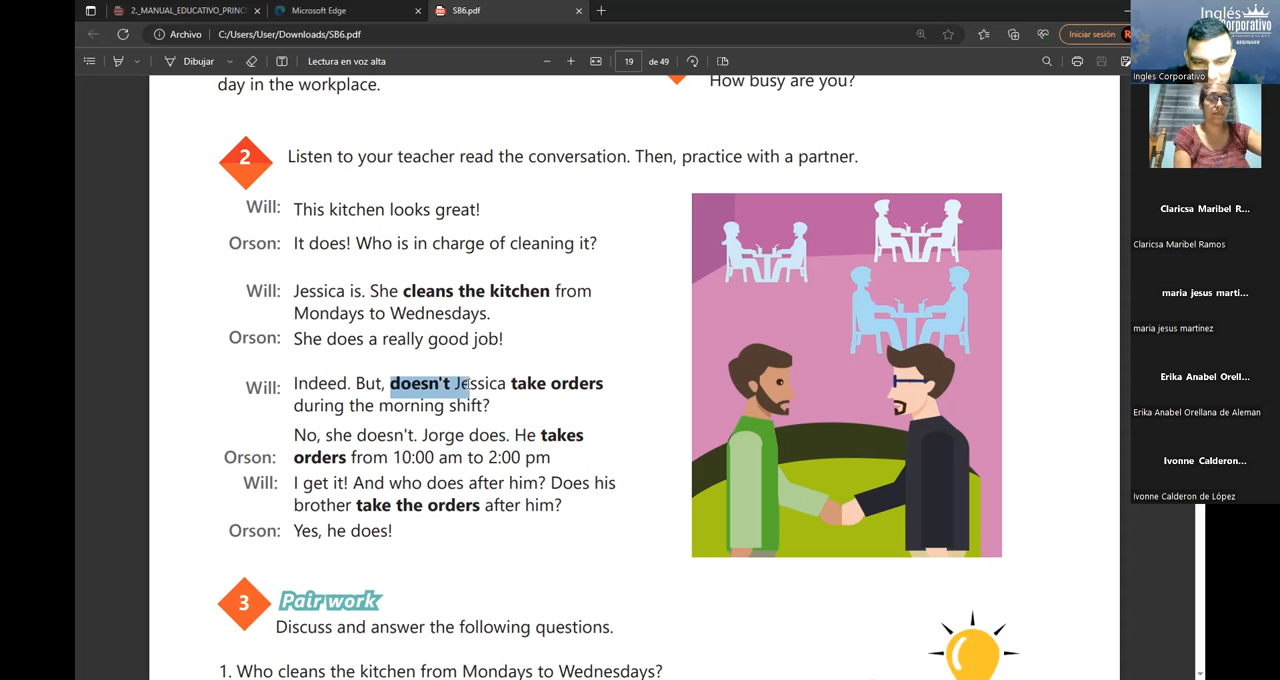 2._MANUAL_EDUCATIVO_PRINC
Microsoft Edge
SB6.pdf
Archivo
C:/Users/User/Downloads/SB6.pdf
Iniciar sesión
Dibujar
Lectura en voz alta
19 de 49
day in the workplace.
How busy are you?
2
Listen to your teacher read the conversation. Then, practice with a partner.
Will: This kitchen looks great!
Orson: It does! Who is in charge of cleaning it?
Will: Jessica is. She cleans the kitchen from
Mondays to Wednesdays.
Orson: She does a really good job!
Will: Indeed. But, doesn't Jessica take orders
during the morning shift?
No, she doesn't. Jorge does. He takes
Orson: orders from 10:00 am to 2:00 pm
Will: I get it! And who does after him? Does his
brother take the orders after him?
Orson: Yes, he does!
3
Pair work
Discuss and answer the following questions.
1. Who cleans the kitchen from Mondays to Wednesdays?
Inglés
Corporativo
BEGINNER
Ingles Corporativo
Claricsa Maribel R...
Claricsa Maribel Ramos
maria jesus marti...
maria jesus martinez
Erika Anabel Orell...
Erika Anabel Orellana de Aleman
Ivonne Calderon...
Ivonne Calderon de López